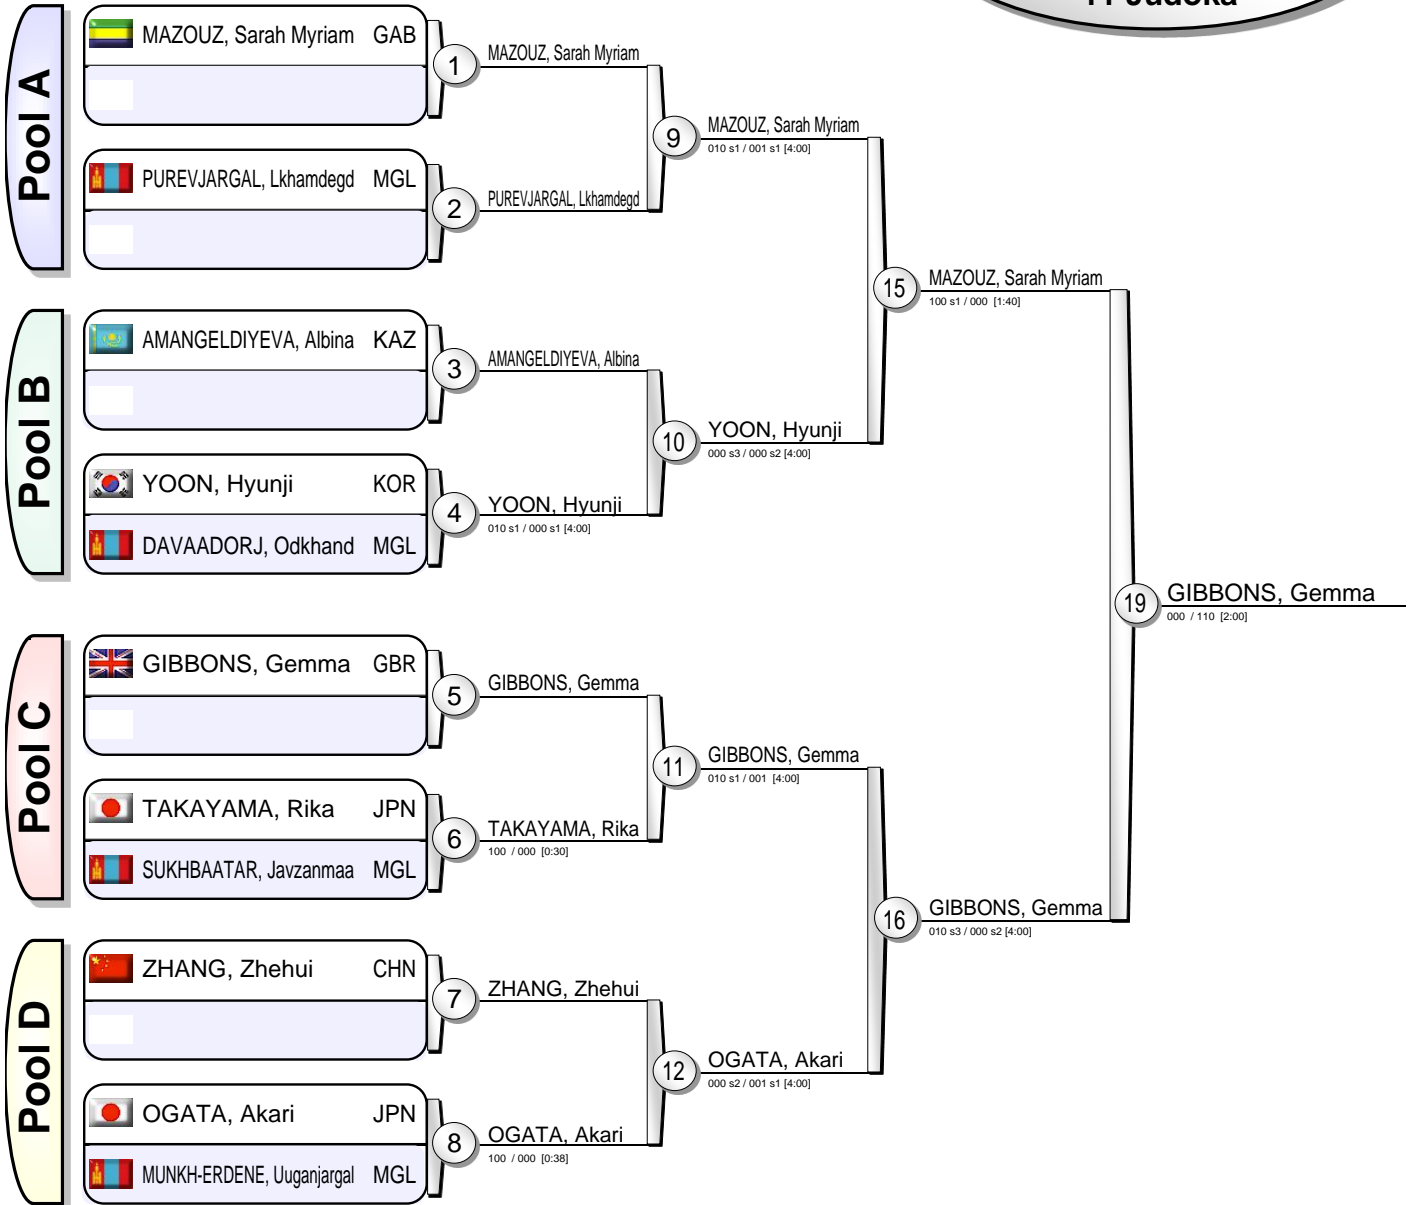 11 Judoka
Pool A
MAZOUZ, Sarah Myriam GAB
1
MAZOUZ, Sarah Myriam
PUREVJARGAL, Lkhamdegd MGL
2
PUREVJARGAL, Lkhamdegd
9
MAZOUZ, Sarah Myriam
010 s1 / 001 s1 [4:00]
Pool B
AMANGELDIYEVA, Albina KAZ
3
AMANGELDIYEVA, Albina
YOON, Hyunji KOR
DAVAADORJ, Odkhand MGL
4
YOON, Hyunji
010 s1 / 000 s1 [4:00]
10
YOON, Hyunji
000 s3 / 000 s2 [4:00]
15
MAZOUZ, Sarah Myriam
100 s1 / 000 [1:40]
Pool C
GIBBONS, Gemma GBR
5
GIBBONS, Gemma
TAKAYAMA, Rika JPN
SUKHBAATAR, Javzanmaa MGL
6
TAKAYAMA, Rika
100 / 000 [0:30]
11
GIBBONS, Gemma
010 s1 / 001 [4:00]
Pool D
ZHANG, Zhehui CHN
7
ZHANG, Zhehui
OGATA, Akari JPN
MUNKH-ERDENE, Uuganjargal MGL
8
OGATA, Akari
100 / 000 [0:38]
12
OGATA, Akari
000 s2 / 001 s1 [4:00]
16
GIBBONS, Gemma
010 s3 / 000 s2 [4:00]
19
GIBBONS, Gemma
000 / 110 [2:00]